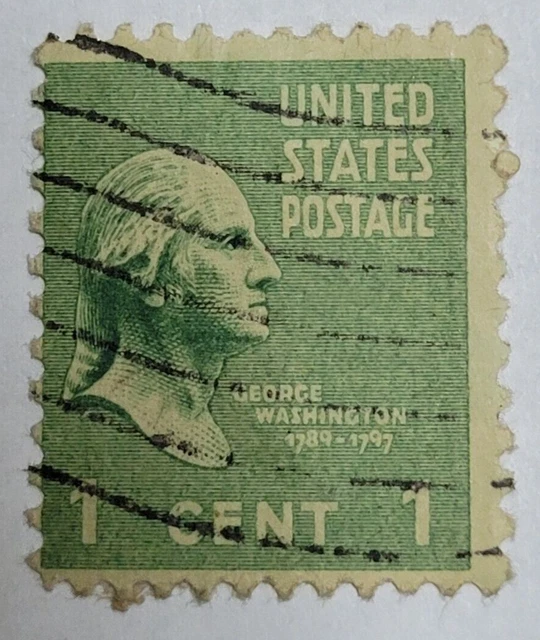 UNITED
STATES
POSTAGE
GEORGE
WASHINGTON
1789-1797
1 CENT 1